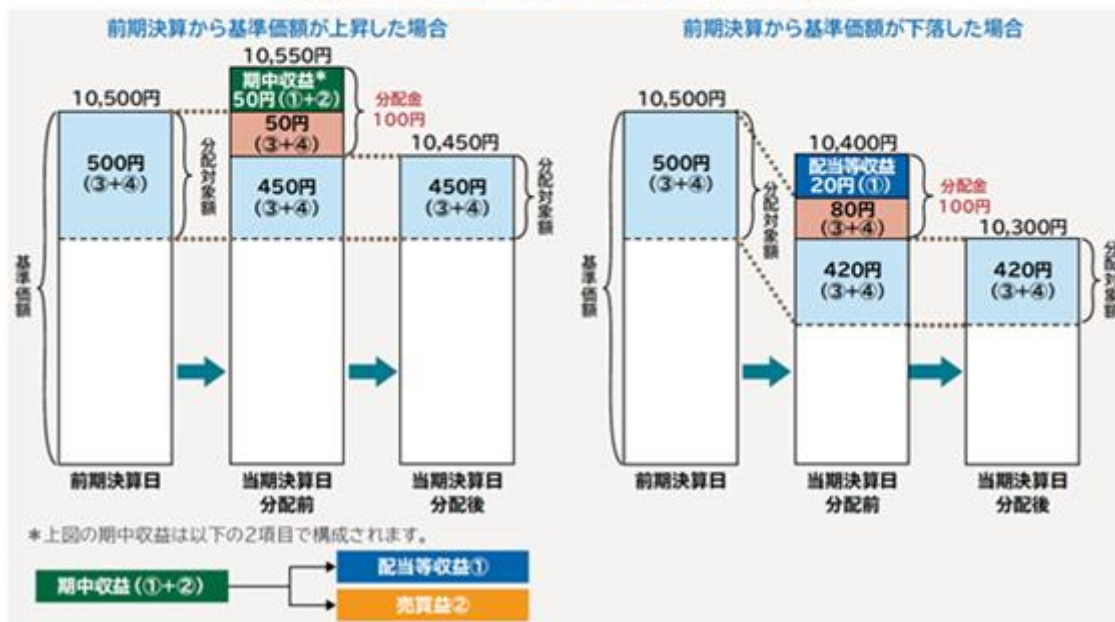 前期決算から基準価額が上昇した場合
10,550円
期中収益*
50円(①+②)
分配金
100円
10,500円
50円
(③+④)
10,450円
500円
(③+④)
分配対象額
450円
(③+④)
450円
(③+④)
分配対象額
基準価額
前期決算日
当期決算日
分配前
当期決算日
分配後
前期決算から基準価額が下落した場合
10,500円
10,400円
500円
(③+④)
分配対象額
配当等収益
20円(①)
分配金
100円
80円
(③+④)
10,300円
420円
(③+④)
420円
(③+④)
分配対象額
基準価額
前期決算日
当期決算日
分配前
当期決算日
分配後
*上図の期中収益は以下の2項目で構成されます。
期中収益(①+②)
配当等収益①
売買益②